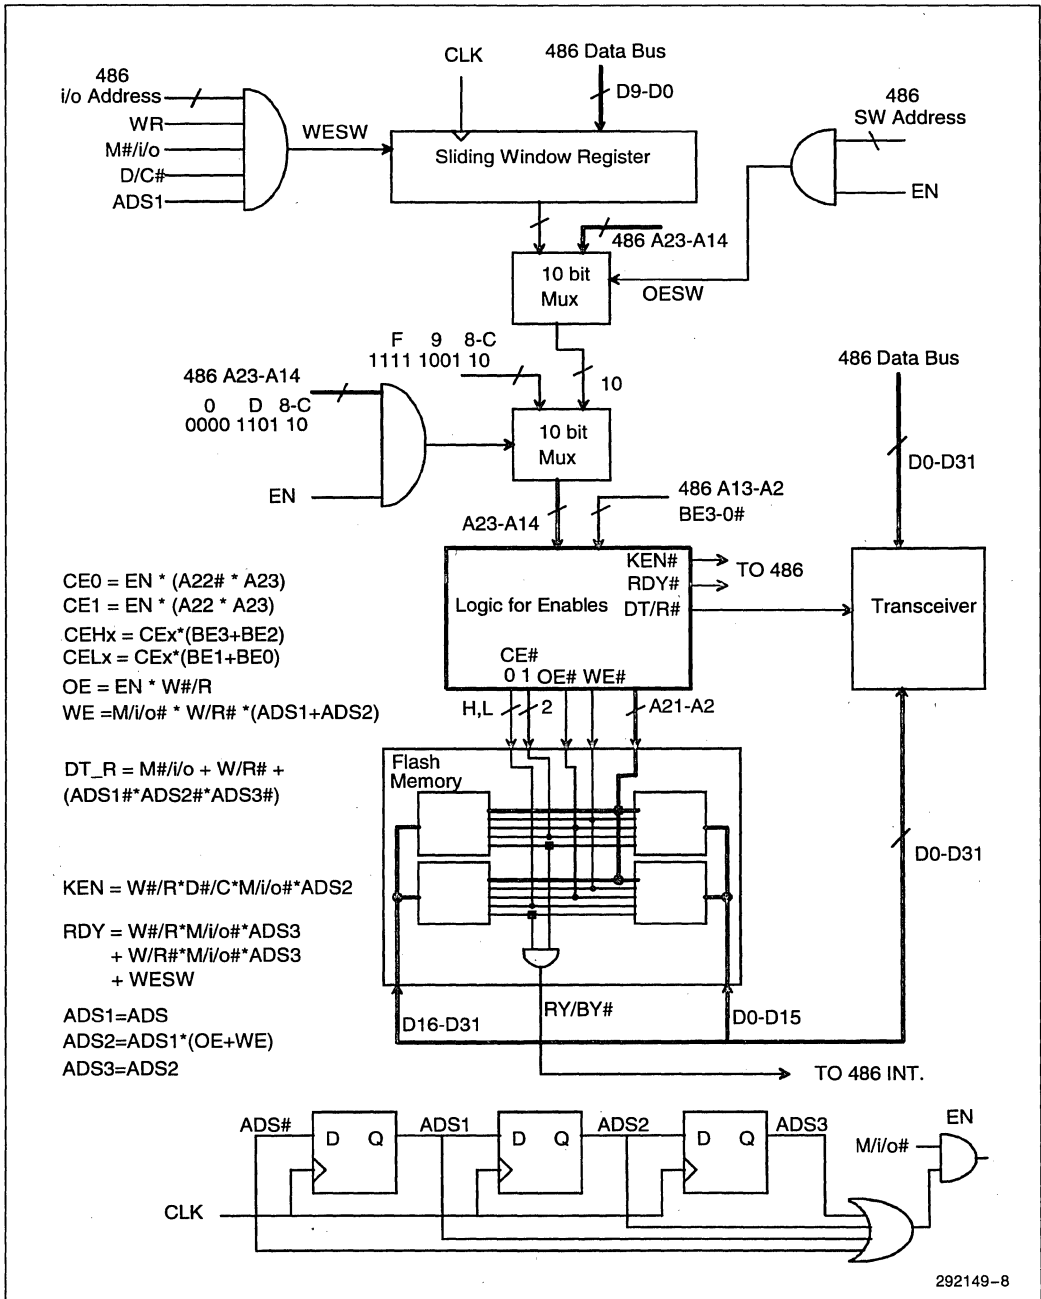 CLK
486 Data Bus
D9-D0
486
i/o Address
WR
M#/i/o
D/C#
ADS1
WESW
Sliding Window Register
486
SW Address
EN
486 A23-A14
10 bit
Mux
OESW
F 9 8-C
1111 1001 10
10
486 A23-A14
0 D 8-C
0000 1101 10
EN
10 bit
Mux
486 Data Bus
D0-D31
A23-A14
486 A13-A2
BE3-0#
KEN#
RDY#
DT/R#
TO 486
Logic for Enables
CE#
0 1 OE# WE#
Transceiver
H,L
2
A21-A2
CE0 = EN * (A22# * A23)
CE1 = EN * (A22 * A23)
CEHx = CEx*(BE3+BE2)
CELx = CEx*(BE1+BE0)
OE = EN * W#/R
WE =M/i/o# * W/R# *(ADS1+ADS2)
DT_R = M#/i/o + W/R# +
(ADS1#*ADS2#*ADS3#)
KEN = W#/R*D#/C*M/i/o#*ADS2
RDY = W#/R*M/i/o#*ADS3
+ W/R#*M/i/o#*ADS3
+ WESW
ADS1=ADS
ADS2=ADS1*(OE+WE)
ADS3=ADS2
Flash
Memory
D0-D31
RY/BY#
D16-D31
D0-D15
TO 486 INT.
ADS#
D Q
ADS1
D Q
ADS2
D Q
ADS3
EN
M/i/o#
CLK
292149-8